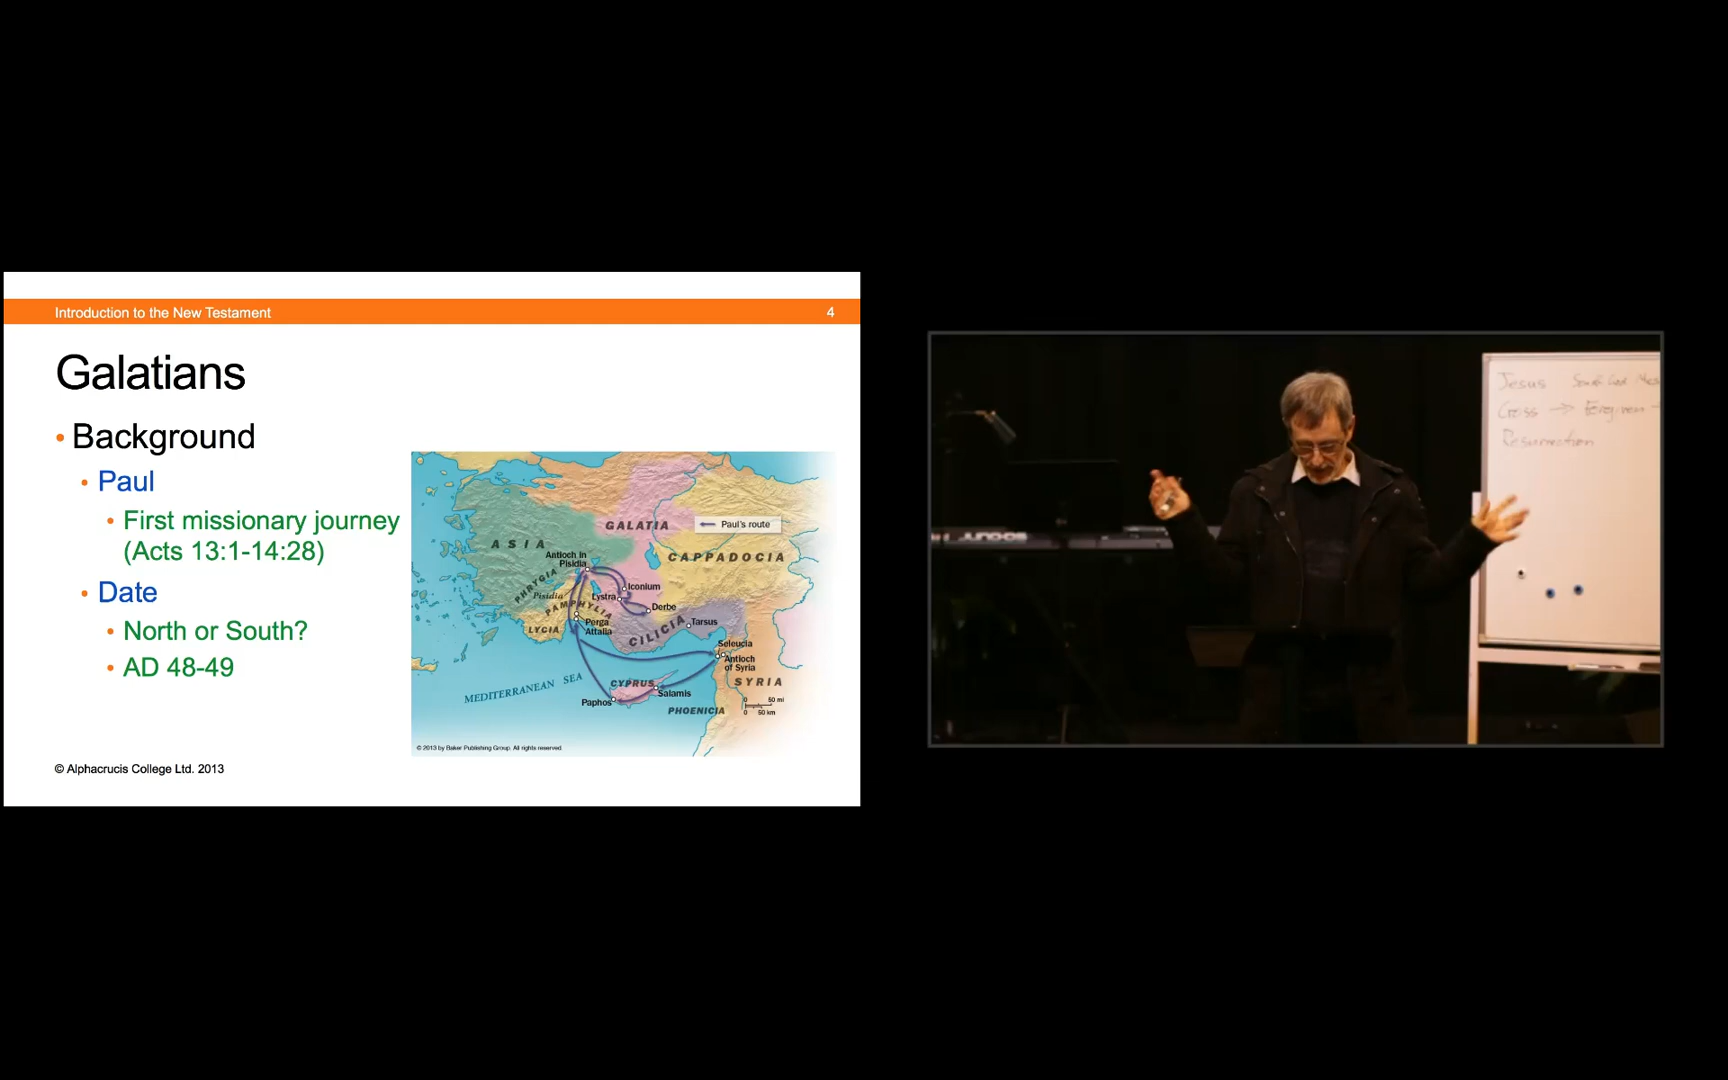 Introduction to the New Testament 4
Galatians
• Background
• Paul
• First missionary journey
(Acts 13:1-14:28)
• Date
• North or South?
• AD 48-49
© Alphacrucis College Ltd. 2013
GALATIA
Paul's route
ASIA
CAPPADOCIA
Antioch in
Pisidia
PHRYGIA
Iconium
Pisidia
Lystra
PAMPHYLIA
Derbe
LYCIA
Perga
Attalia
CILICIA
Tarsus
Seleucia
Antioch
of Syria
SYRIA
MEDITERRANEAN SEA
CYPRUS
Salamis
Paphos
PHOENICIA
0 50 mi
0 50 km
© 2013 by Baker Publishing Group. All rights reserved.
Jesus
Resurrection